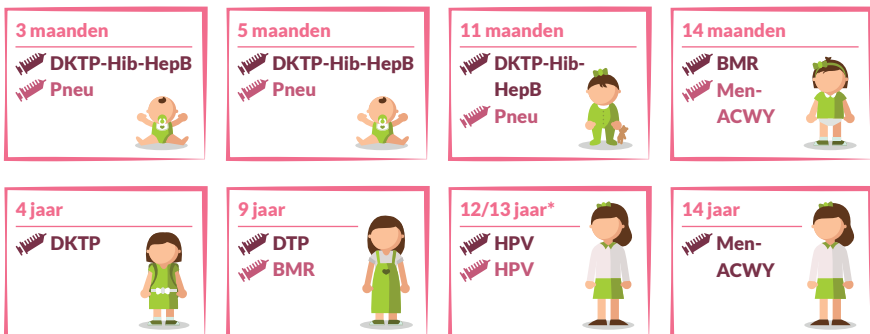 3 maanden
DKTP-Hib-HepB
Pneu
5 maanden
DKTP-Hib-HepB
Pneu
11 maanden
DKTP-Hib-
HepB
Pneu
14 maanden
BMR
Men-
ACWY
4 jaar
DKTP
9 jaar
DTP
BMR
12/13 jaar*
HPV
HPV
14 jaar
Men-
ACWY